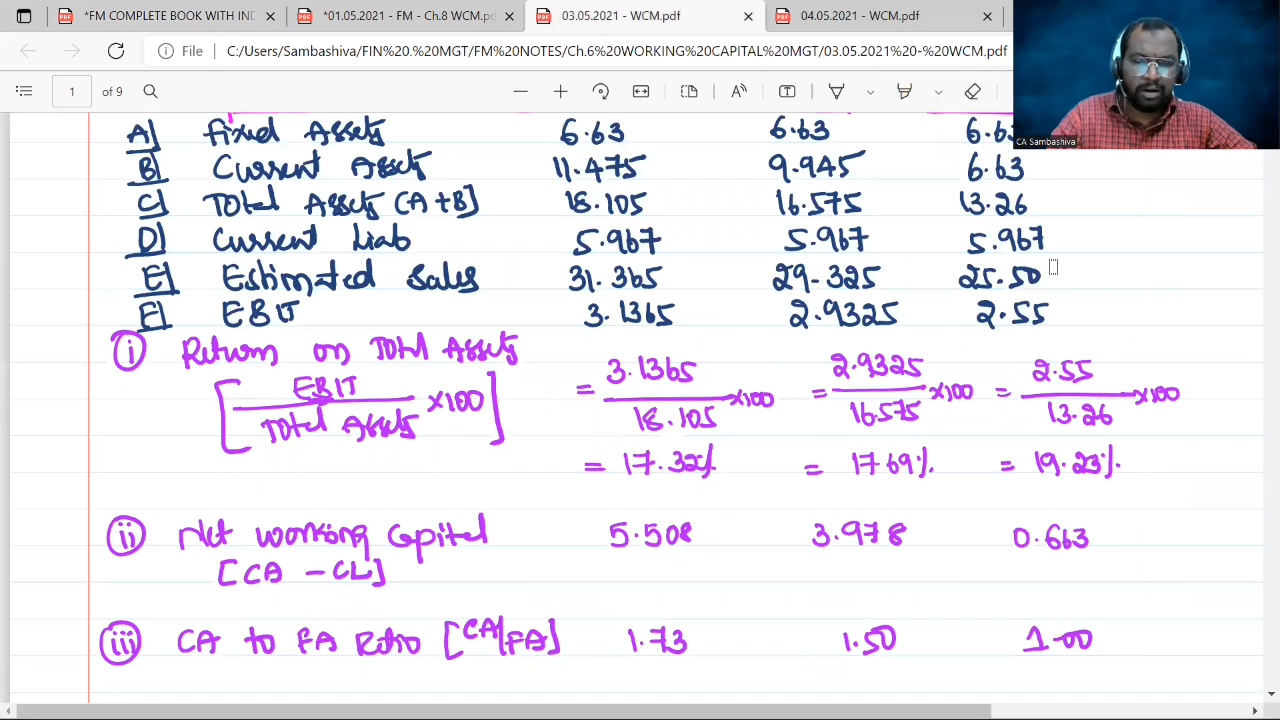 *FM COMPLETE BOOK WITH IND
*01.05.2021 - FM - Ch.8 WCM.pdf
03.05.2021 - WCM.pdf
04.05.2021 - WCM.pdf
File C:/Users/Sambashiva/FIN%20.%20MGT/FM%20NOTES/Ch.6%20WORKING%20CAPITAL%20MGT/03.05.2021%20-%20WCM.pdf
1 of 9
CA Sambashiva
A] Fixed Assets 6.63 6.63 6.63
B] Current Assets 11.475 9.945 6.63
C] Total Assets [A+B] 18.105 16.575 13.26
D] Current Liab 5.967 5.967 5.967
E] Estimated Sales 31.365 29.325 25.50
F] EBIT 3.1365 2.9325 2.55
(i) Return on Total Assets
[EBIT / Total Assets ×100] = 3.1365 / 18.105 ×100 = 2.9325 / 16.575 ×100 = 2.55 / 13.26 ×100
= 17.32% = 17.69% = 19.23%
(ii) Net working Capital 5.508 3.978 0.663
[CA - CL]
(iii) CA to FA Ratio [CA/FA] 1.73 1.50 1.00